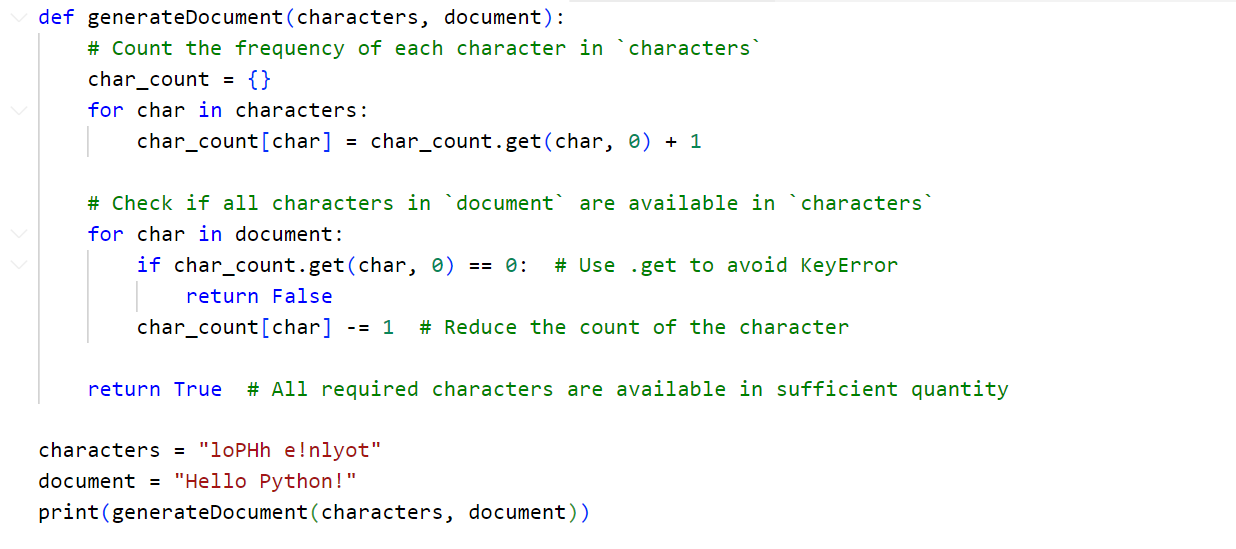 def generateDocument(characters, document):
    # Count the frequency of each character in `characters`
    char_count = {}
    for char in characters:
        char_count[char] = char_count.get(char, 0) + 1

    # Check if all characters in `document` are available in `characters`
    for char in document:
        if char_count.get(char, 0) == 0:  # Use .get to avoid KeyError
            return False
        char_count[char] -= 1  # Reduce the count of the character

    return True  # All required characters are available in sufficient quantity

characters = "loPHh e!nlyot"
document = "Hello Python!"
print(generateDocument(characters, document))